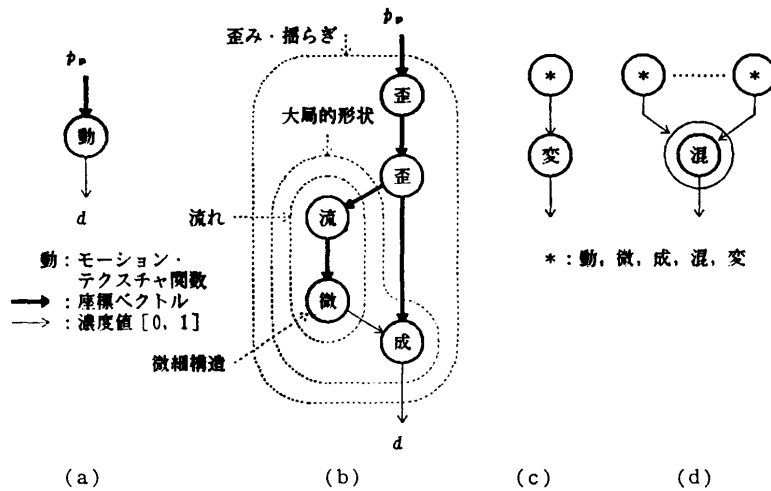 p_v
動
d
動：モーション・
テクスチャ関数
座標ベクトル
濃度値 [0, 1]
(a)
歪み・揺らぎ
p_v
歪
大局的形状
歪
流れ
流
微
微細構造
成
d
(b)
*
変
(c)
* ........ *
混
*：動，微，成，混，変
(d)